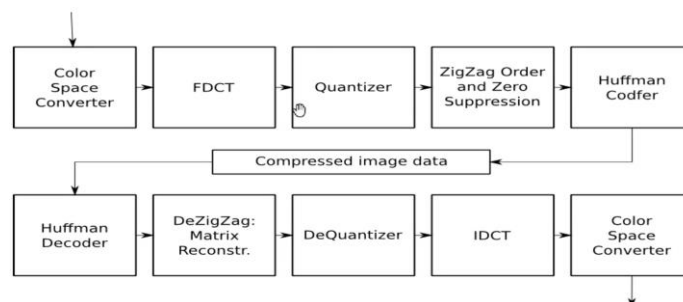 Color
Space
Converter
FDCT
Quantizer
ZigZag Order
and Zero
Suppression
Huffman
Codfer
Compressed image data
Huffman
Decoder
DeZigZag:
Matrix
Reconstr.
DeQuantizer
IDCT
Color
Space
Converter